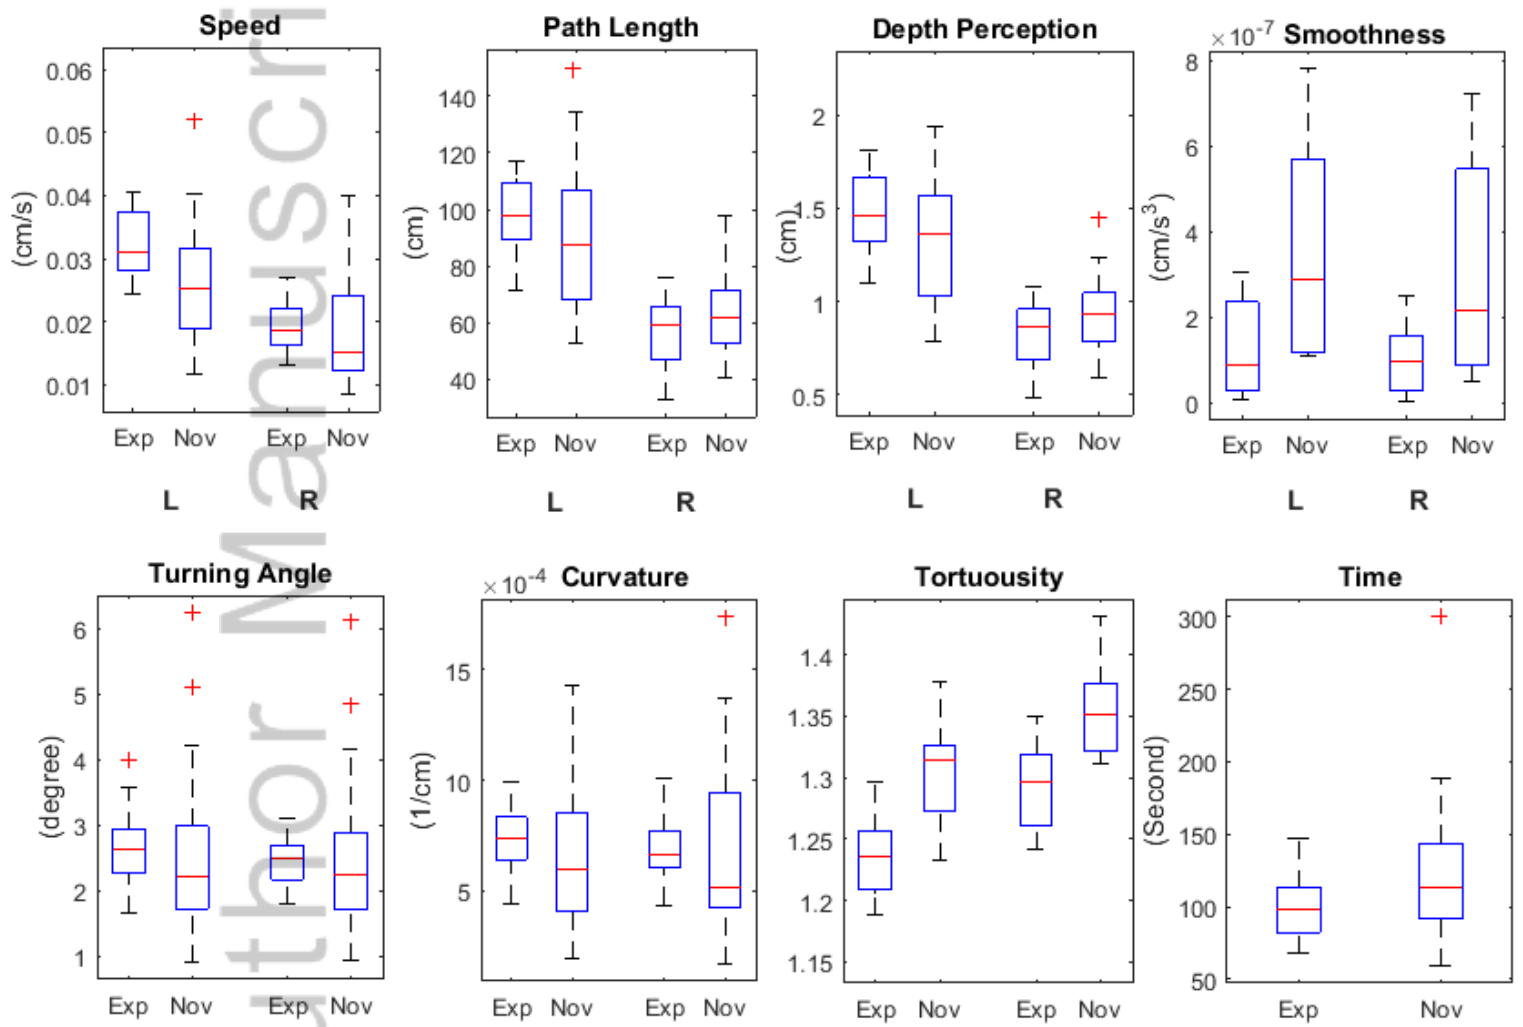 Speed
0.06
0.05
0.04
0.03
0.02
0.01
(cm/s)
Exp Nov Exp Nov
L R
Path Length
140
120
100
80
60
40
(cm)
Exp Nov Exp Nov
L R
Depth Perception
2
1.5
1
0.5
(cm)
Exp Nov Exp Nov
L R
×10-7 Smoothness
8
6
4
2
0
(cm/s3)
Exp Nov Exp Nov
L R
Turning Angle
6
5
4
3
2
1
(degree)
Exp Nov Exp Nov
×10-4 Curvature
15
10
5
(1/cm)
Exp Nov Exp Nov
Tortuousity
1.4
1.35
1.3
1.25
1.2
1.15
Exp Nov Exp Nov
Time
300
250
200
150
100
50
(Second)
Exp Nov
uthor Manuscri